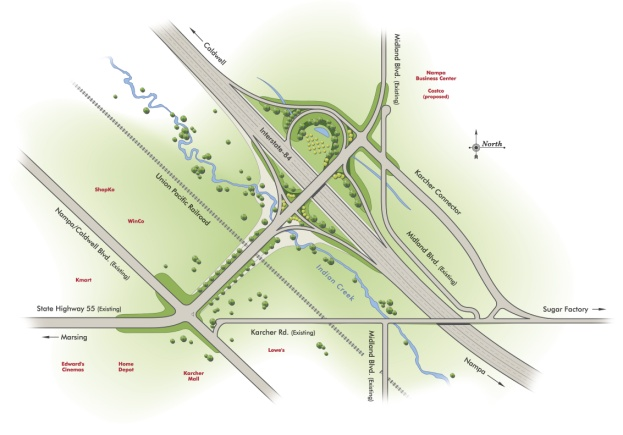 Caldwell
Midland Blvd. (Existing)
Nampa
Business Center
Costco
(proposed)
Interstate-84
North
Karcher Connector
Union Pacific Railroad
ShopKo
WinCo
Nampa/Caldwell Blvd. (Existing)
Midland Blvd. (Existing)
Indian Creek
Kmart
State Highway 55 (Existing)
Sugar Factory
Marsing
Karcher Rd. (Existing)
Lowe's
Midland Blvd. (Existing)
Nampa
Edward's
Cinemas
Home
Depot
Karcher
Mall